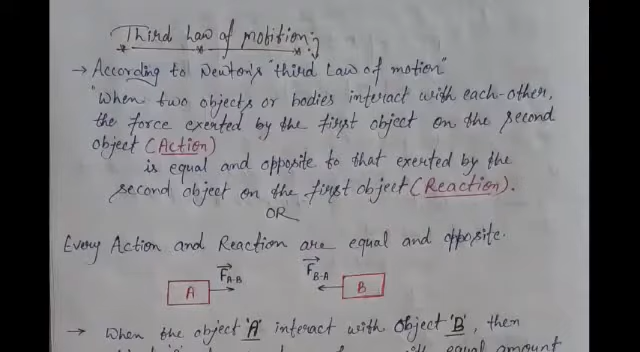 Third Law of mobition:
→ According to Newton's "third Law of motion"
"When two objects or bodies interact with each-other,
the force exerted by the first object on the second
object (Action)
is equal and opposite to that exerted by the
second object on the first object (Reaction).
OR
Every Action and Reaction are equal and opposite.
F A-B
F B-A
A
B
→ When the object 'A' interact with object 'B', then
equal amount